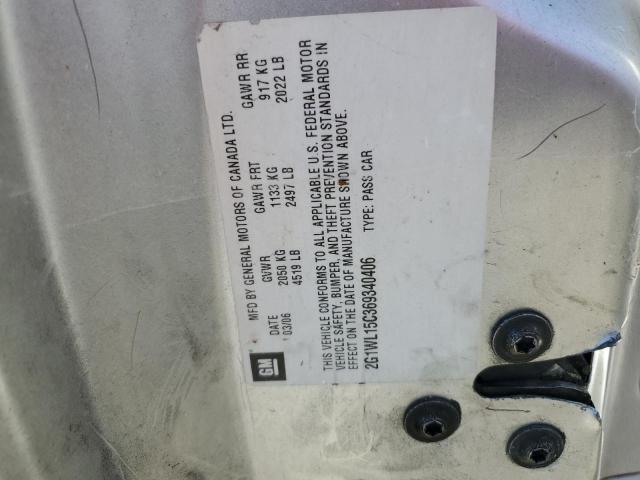 GM
MFD BY GENERAL MOTORS OF CANADA LTD.
DATE GVWR GAWR FRT GAWR RR
03/06 2050 KG 1133 KG 917 KG
4519 LB 2497 LB 2022 LB
THIS VEHICLE CONFORMS TO ALL APPLICABLE U.S. FEDERAL MOTOR
VEHICLE SAFETY, BUMPER, AND THEFT PREVENTION STANDARDS IN
EFFECT ON THE DATE OF MANUFACTURE SHOWN ABOVE.
2G1WL15C369340406 TYPE: PASS CAR